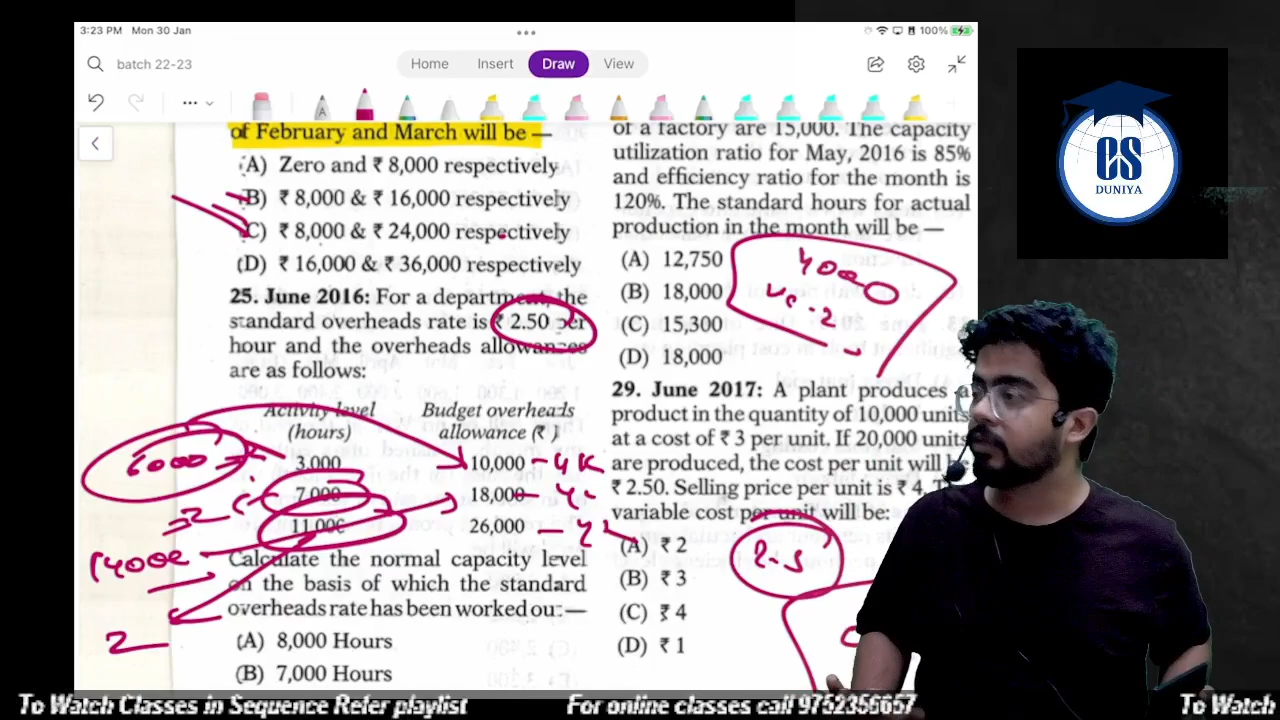 3:23 PM Mon 30 Jan
100%
batch 22-23
Home Insert Draw View
of February and March will be —
(A) Zero and ₹ 8,000 respectively
(B) ₹ 8,000 & ₹ 16,000 respectively
(C) ₹ 8,000 & ₹ 24,000 respectively
(D) ₹ 16,000 & ₹ 36,000 respectively
25. June 2016: For a department, the
standard overheads rate is ₹ 2.50 per
hour and the overheads allowances
are as follows:
Activity level Budget overheads
(hours) allowance (₹)
3,000 10,000 - 4K
7,000 18,000
11,000 26,000
6000
14000
2
Calculate the normal capacity level
on the basis of which the standard
overheads rate has been worked out —
(A) 8,000 Hours
(B) 7,000 Hours
of a factory are 15,000. The capacity
utilization ratio for May, 2016 is 85%
and efficiency ratio for the month is
120%. The standard hours for actual
production in the month will be —
(A) 12,750
(B) 18,000
(C) 15,300
(D) 18,000
29. June 2017: A plant produces a
product in the quantity of 10,000 units
at a cost of ₹ 3 per unit. If 20,000 units
are produced, the cost per unit will be
₹ 2.50. Selling price per unit is ₹ 4.
variable cost per unit will be:
(A) ₹ 2
(B) ₹ 3
(C) ₹ 4
(D) ₹ 1
2.5
CS
DUNIYA
To Watch Classes in Sequence Refer playlist For online classes call 9752356657 To Watch